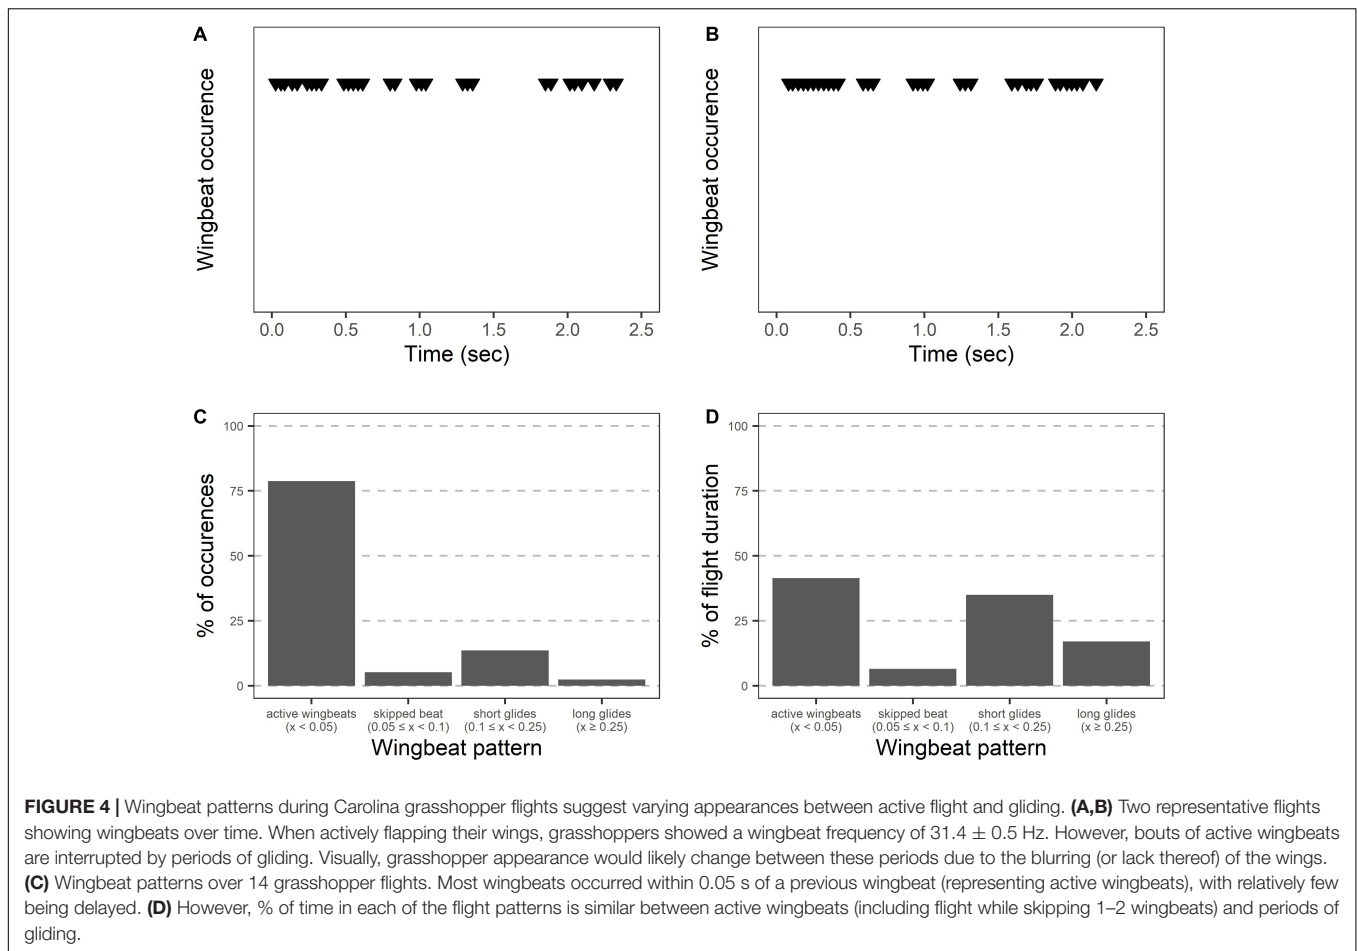 A
Wingbeat occurence
0.0 0.5 1.0 1.5 2.0 2.5
Time (sec)
B
Wingbeat occurence
0.0 0.5 1.0 1.5 2.0 2.5
Time (sec)
C
% of occurences
100
75
50
25
0
active wingbeats skipped beat short glides long glides
(x < 0.05) (0.05 ≤ x < 0.1) (0.1 ≤ x < 0.25) (x ≥ 0.25)
Wingbeat pattern
D
% of flight duration
100
75
50
25
0
active wingbeats skipped beat short glides long glides
(x < 0.05) (0.05 ≤ x < 0.1) (0.1 ≤ x < 0.25) (x ≥ 0.25)
Wingbeat pattern
FIGURE 4 | Wingbeat patterns during Carolina grasshopper flights suggest varying appearances between active flight and gliding. (A,B) Two representative flights
showing wingbeats over time. When actively flapping their wings, grasshoppers showed a wingbeat frequency of 31.4 ± 0.5 Hz. However, bouts of active wingbeats
are interrupted by periods of gliding. Visually, grasshopper appearance would likely change between these periods due to the blurring (or lack thereof) of the wings.
(C) Wingbeat patterns over 14 grasshopper flights. Most wingbeats occurred within 0.05 s of a previous wingbeat (representing active wingbeats), with relatively few
being delayed. (D) However, % of time in each of the flight patterns is similar between active wingbeats (including flight while skipping 1–2 wingbeats) and periods of
gliding.